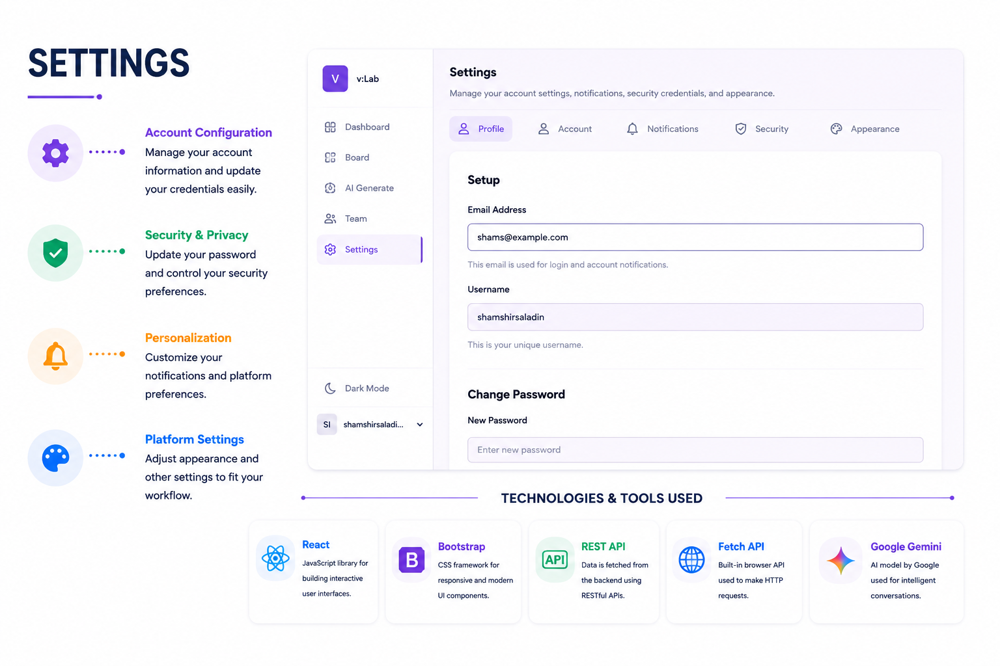 SETTINGS
Account Configuration
Manage your account
information and update
your credentials easily.
Security & Privacy
Update your password
and control your security
preferences.
Personalization
Customize your
notifications and platform
preferences.
Platform Settings
Adjust appearance and
other settings to fit your
workflow.
V
v:Lab
Dashboard
Board
AI Generate
Team
Settings
Dark Mode
SI
shamshirsaladi...
Settings
Manage your account settings, notifications, security credentials, and appearance.
Profile
Account
Notifications
Security
Appearance
Setup
Email Address
shams@example.com
This email is used for login and account notifications.
Username
shamshirsaladin
This is your unique username.
Change Password
New Password
Enter new password
TECHNOLOGIES & TOOLS USED
React
JavaScript library for
building interactive
user interfaces.
B
Bootstrap
CSS framework for
responsive and modern
UI components.
API
REST API
Data is fetched from
the backend using
RESTful APIs.
Fetch API
Built-in browser API
used to make HTTP
requests.
Google Gemini
AI model by Google
used for intelligent
conversations.